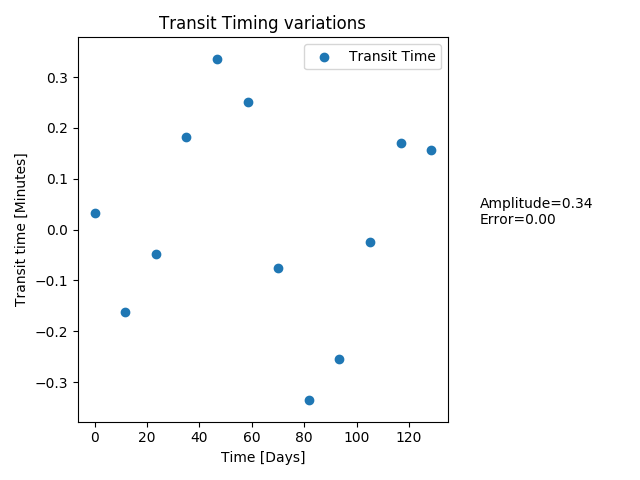 Transit Timing variations
Transit Time
Transit time [Minutes]
0.3
0.2
0.1
0.0
−0.1
−0.2
−0.3
Amplitude=0.34
Error=0.00
0 20 40 60 80 100 120
Time [Days]